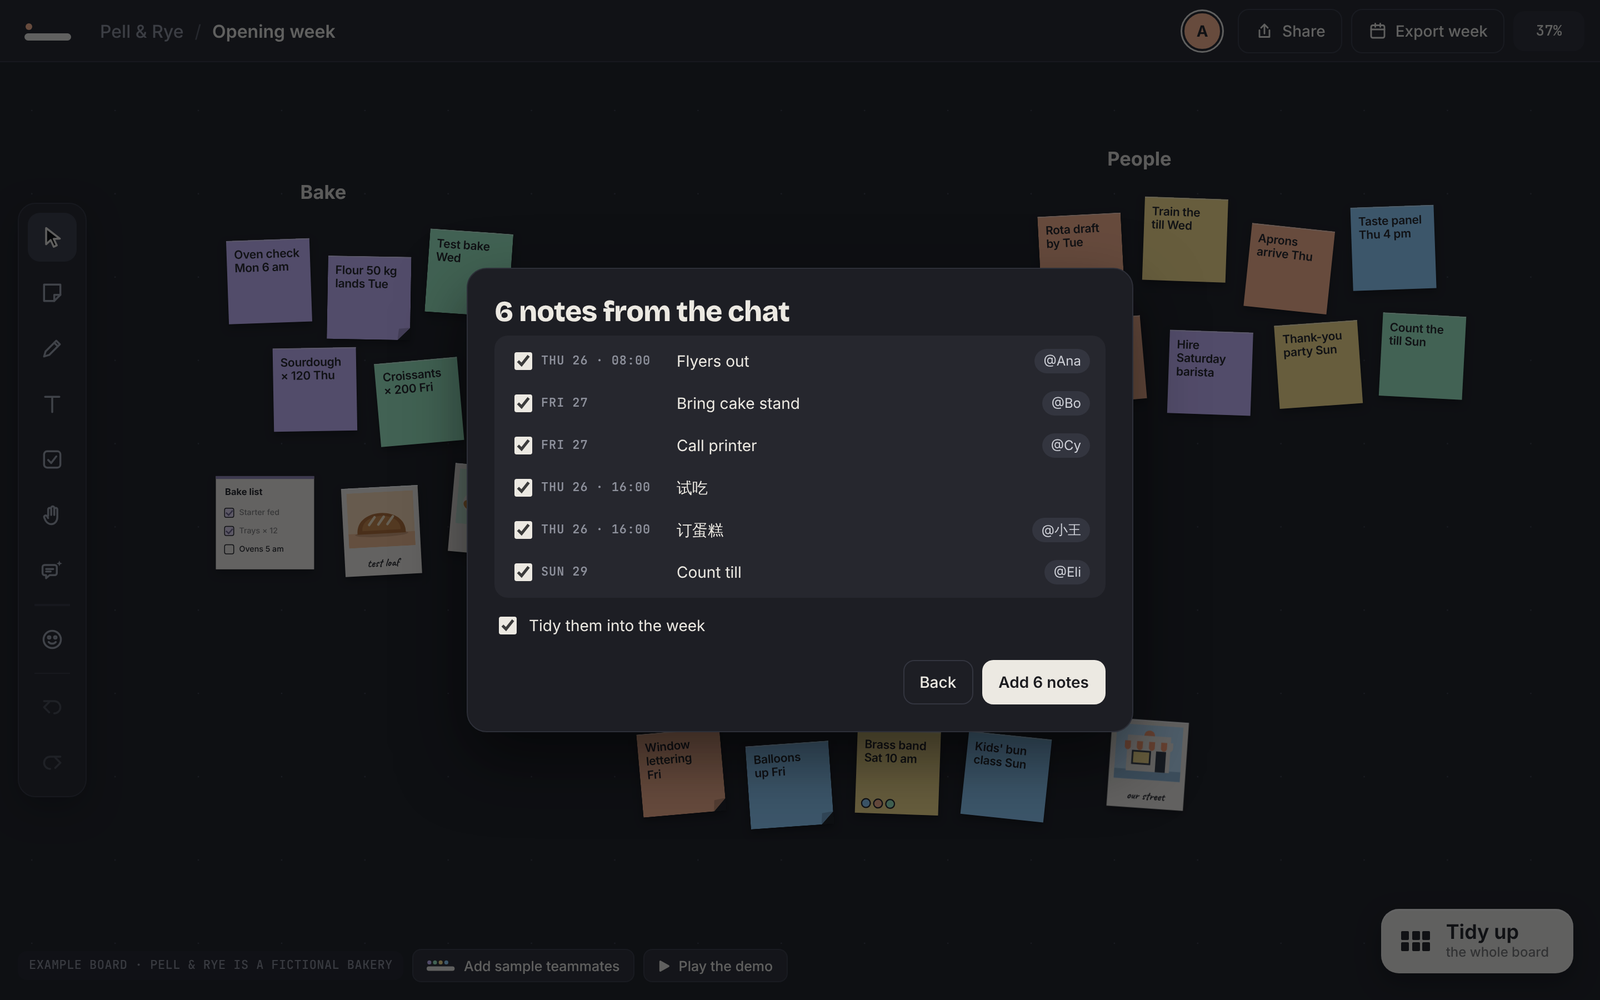 Pell & Rye / Opening week
A
Share
Export week
37%
Bake
People
Oven check
Mon 6 am
Flour 50 kg
lands Tue
Test bake
Wed
Rota draft
by Tue
Train the
till Wed
Aprons
arrive Thu
Taste panel
Thu 4 pm
Sourdough
× 120 Thu
Croissants
× 200 Fri
Hire
Saturday
barista
Thank-you
party Sun
Count the
till Sun
Bake list
Starter fed
Trays × 12
Ovens 5 am
test loaf
6 notes from the chat
THU 26 · 08:00 Flyers out @Ana
FRI 27 Bring cake stand @Bo
FRI 27 Call printer @Cy
THU 26 · 16:00 试吃
THU 26 · 16:00 订蛋糕 @小王
SUN 29 Count till @Eli
Tidy them into the week
Back
Add 6 notes
Window
lettering
Fri
Balloons
up Fri
Brass band
Sat 10 am
Kids' bun
class Sun
our street
Tidy up
the whole board
EXAMPLE BOARD · PELL & RYE IS A FICTIONAL BAKERY
Add sample teammates
Play the demo